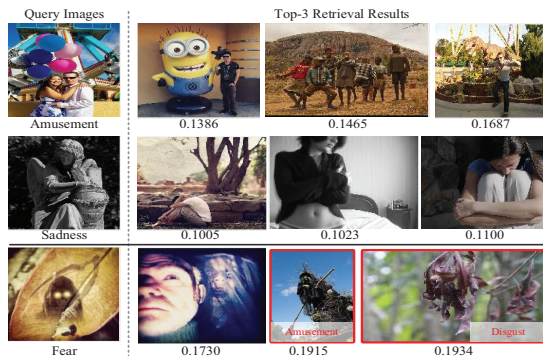 Query Images
Top-3 Retrieval Results
Amusement
0.1386
0.1465
0.1687
Sadness
0.1005
0.1023
0.1100
Amusement
Disgust
Fear
0.1730
0.1915
0.1934